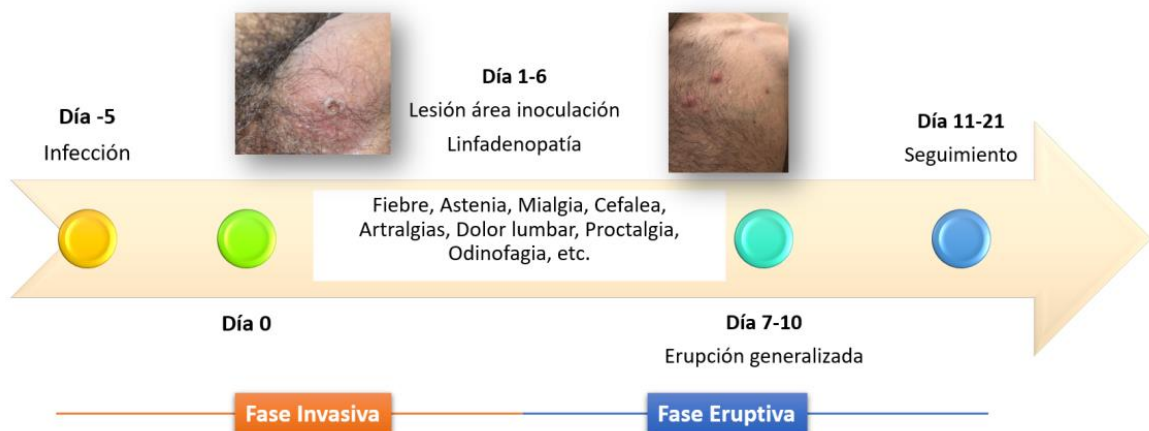 Día -5
Infección
Día 1-6
Lesión área inoculación
Linfadenopatía
Día 11-21
Seguimiento
Fiebre, Astenia, Mialgia, Cefalea,
Artralgias, Dolor lumbar, Proctalgia,
Odinofagia, etc.
Día 0
Día 7-10
Erupción generalizada
Fase Invasiva
Fase Eruptiva